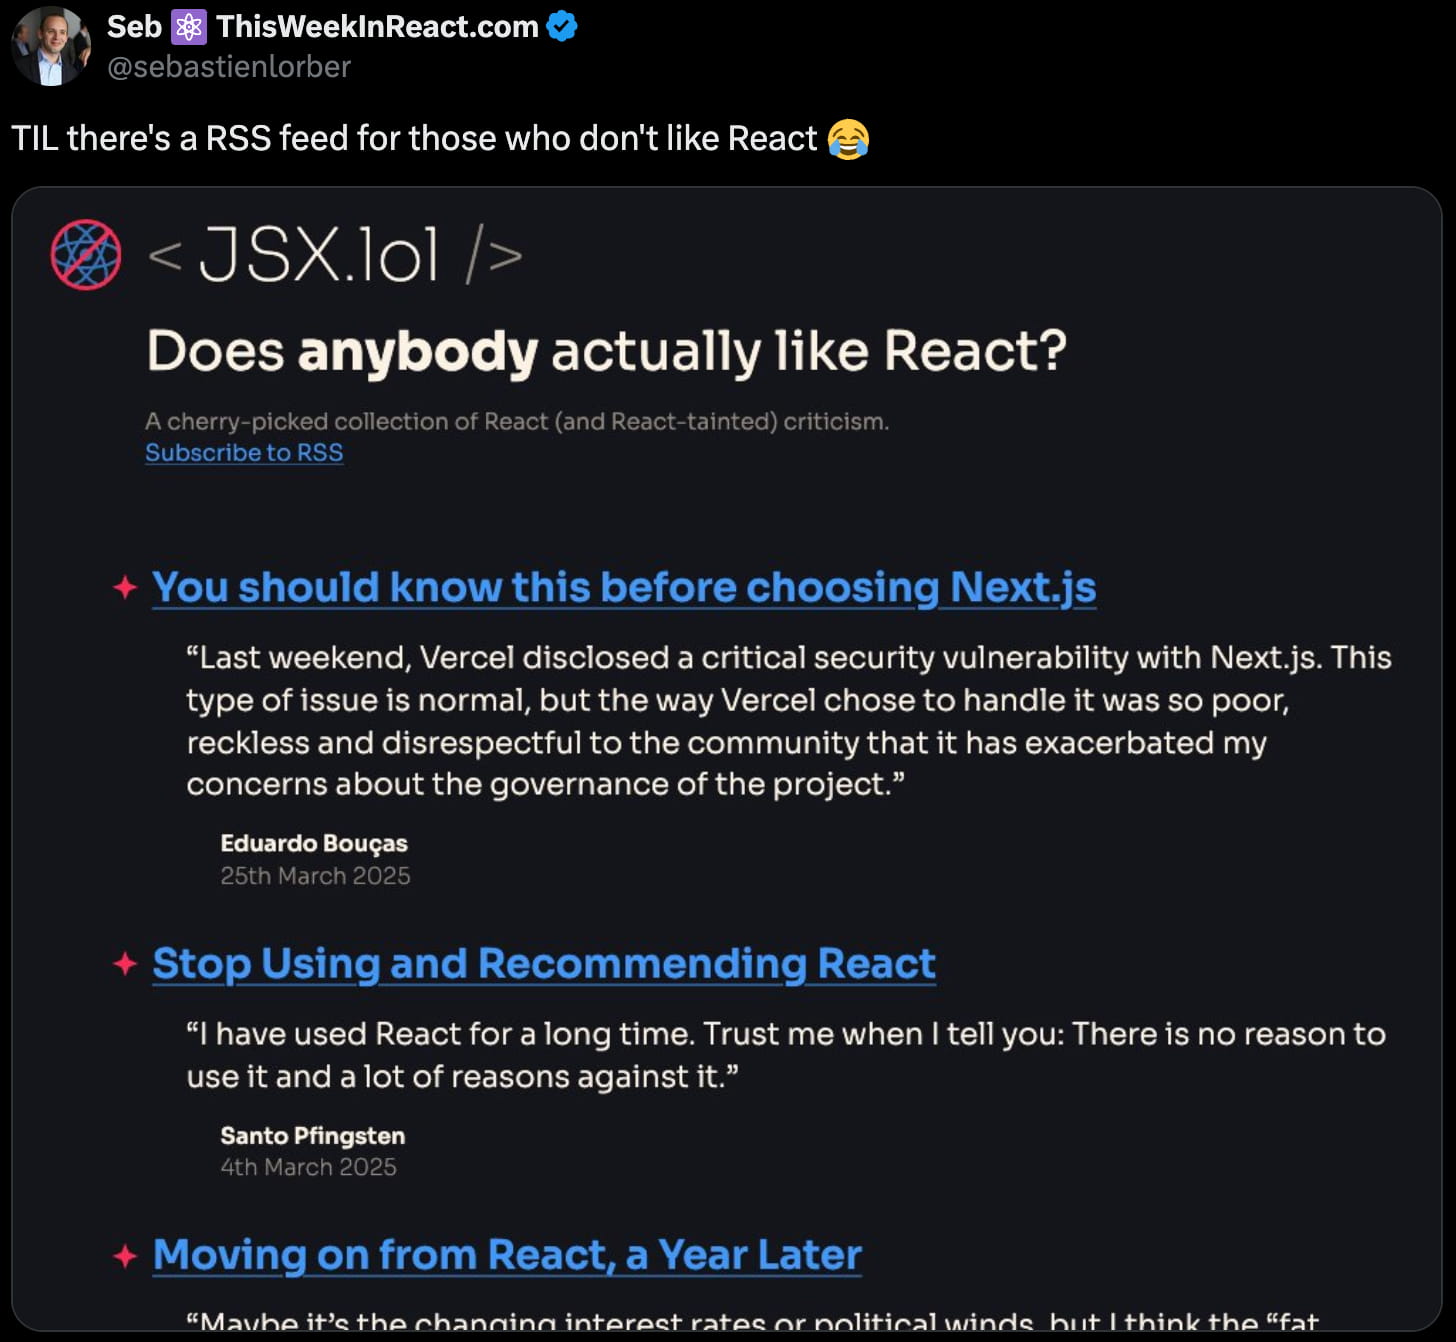 Seb ⚛️ ThisWeekInReact.com
@sebastienlorber
TIL there's a RSS feed for those who don't like React 😂
< JSX.lol />
Does anybody actually like React?
A cherry-picked collection of React (and React-tainted) criticism.
Subscribe to RSS
You should know this before choosing Next.js
“Last weekend, Vercel disclosed a critical security vulnerability with Next.js. This
type of issue is normal, but the way Vercel chose to handle it was so poor,
reckless and disrespectful to the community that it has exacerbated my
concerns about the governance of the project.”
Eduardo Bouças
25th March 2025
Stop Using and Recommending React
“I have used React for a long time. Trust me when I tell you: There is no reason to
use it and a lot of reasons against it.”
Santo Pfingsten
4th March 2025
Moving on from React, a Year Later
“Maybe it’s the changing interest rates or political winds, but I think the “fat